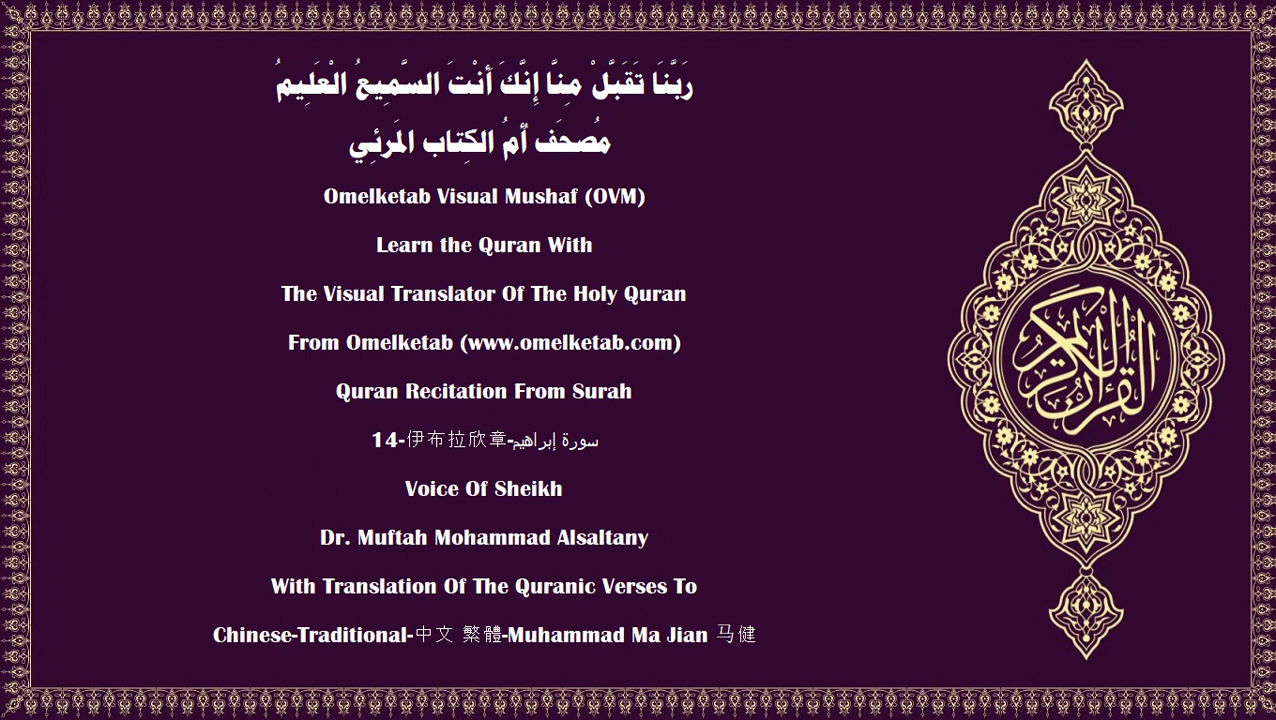 رَبَّنَا تَقَبَّلْ مِنَّا إِنَّكَ أَنْتَ السَّمِيعُ الْعَلِيمُ
مُصحَف أمُ الكِتاب المَرئِي
Omelketab Visual Mushaf (OVM)
Learn the Quran With
The Visual Translator Of The Holy Quran
From Omelketab (www.omelketab.com)
Quran Recitation From Surah
14-伊布拉欣章-سورة إبراهيم
Voice Of Sheikh
Dr. Muftah Mohammad Alsaltany
With Translation Of The Quranic Verses To
Chinese-Traditional-中文 繁體-Muhammad Ma Jian 马健
القرآن الكريم